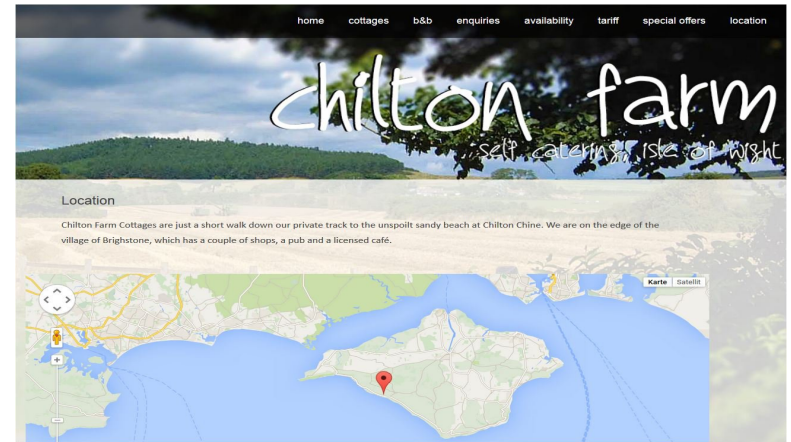 home cottages b&b enquiries availability tariff special offers location
chilton farm
self catering, isle of wight
Location
Chilton Farm Cottages are just a short walk down our private track to the unspoilt sandy beach at Chilton Chine. We are on the edge of the
village of Brighstone, which has a couple of shops, a pub and a licensed café.
Karte Satellit